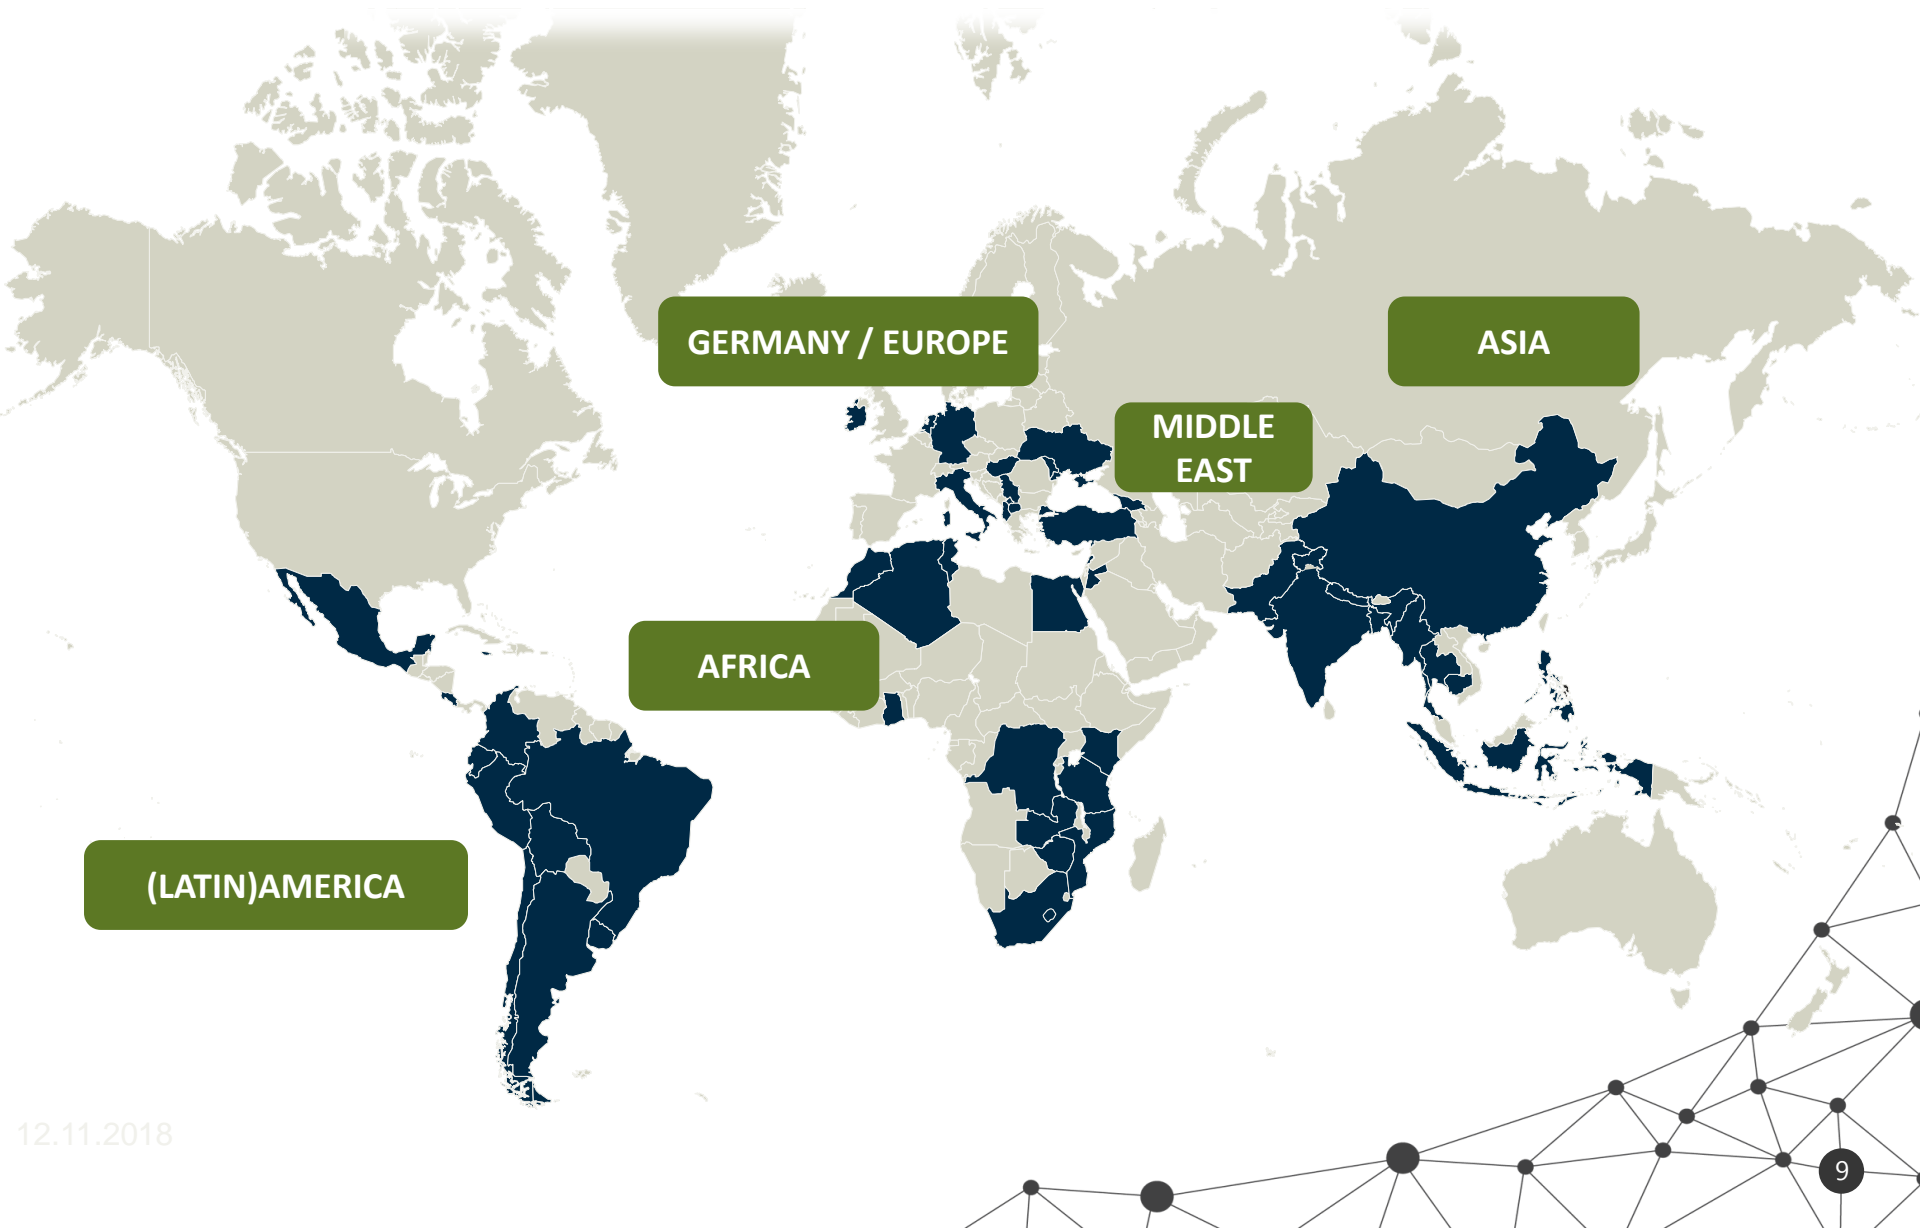 GERMANY / EUROPE
ASIA
MIDDLE
EAST
AFRICA
(LATIN)AMERICA
12.11.2018
9